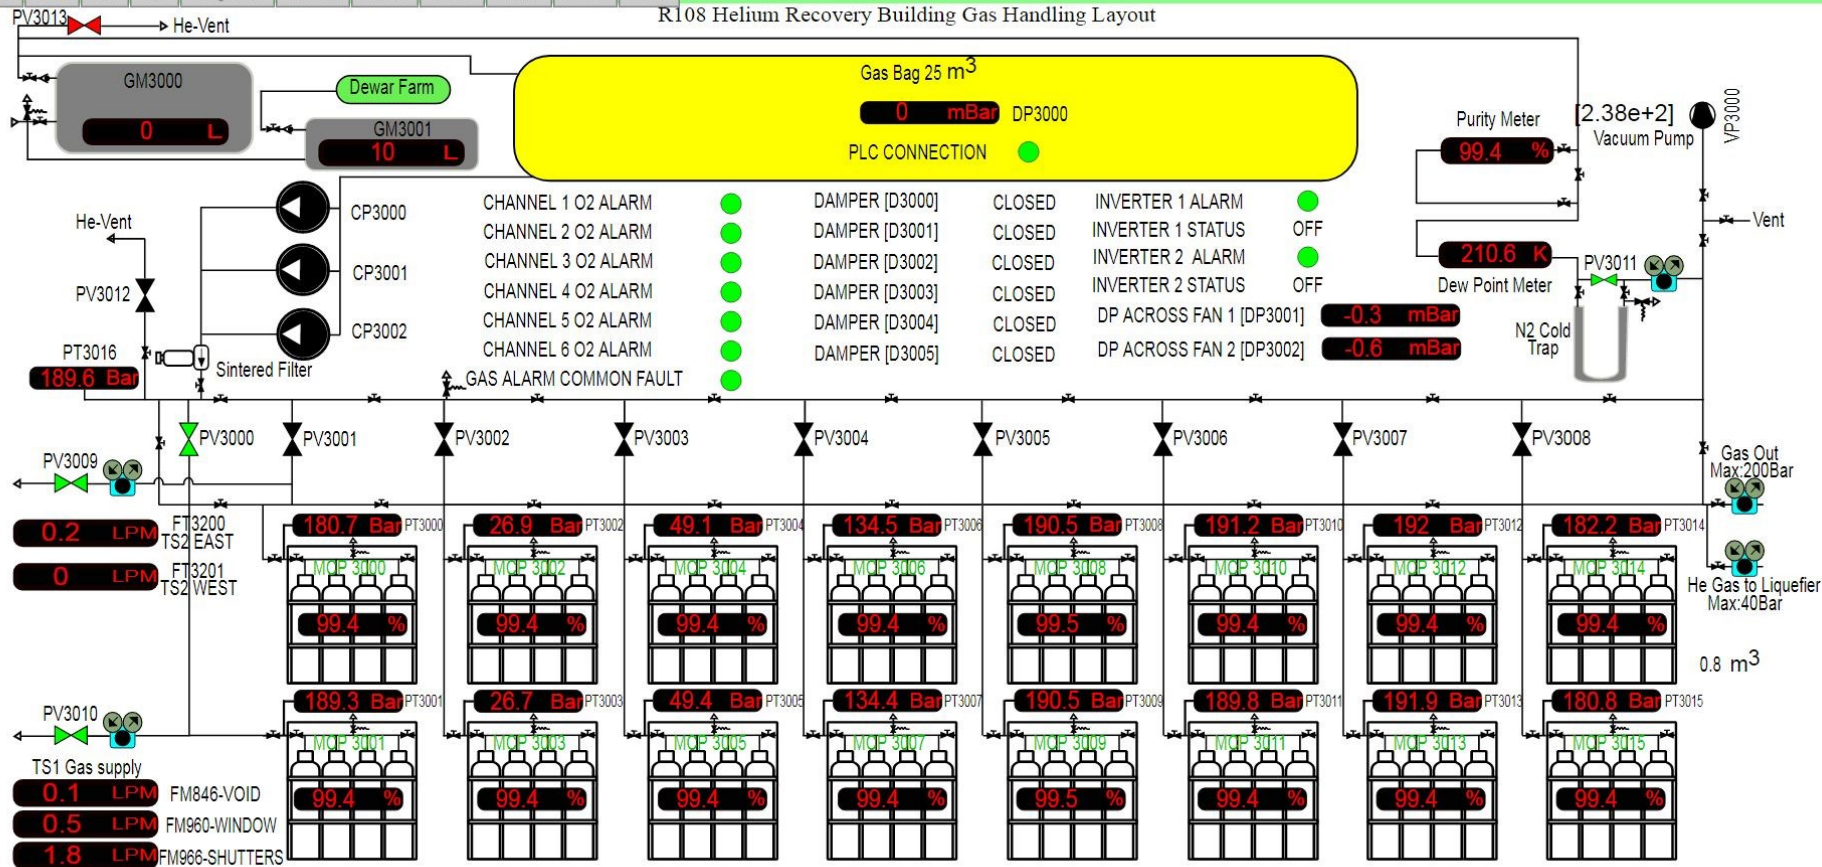 R108 Helium Recovery Building Gas Handling Layout
PV3013
He-Vent
GM3000
0 L
Dewar Farm
GM3001
10 L
Gas Bag 25 m3
0 mBar DP3000
PLC CONNECTION
Purity Meter
99.4 %
[2.38e+2]
Vacuum Pump
VP3000
Vent
He-Vent
PV3012
CP3000
CP3001
CP3002
PT3016
189.6 Bar
Sintered Filter
CHANNEL 1 O2 ALARM
CHANNEL 2 O2 ALARM
CHANNEL 3 O2 ALARM
CHANNEL 4 O2 ALARM
CHANNEL 5 O2 ALARM
CHANNEL 6 O2 ALARM
GAS ALARM COMMON FAULT
DAMPER [D3000] CLOSED
DAMPER [D3001] CLOSED
DAMPER [D3002] CLOSED
DAMPER [D3003] CLOSED
DAMPER [D3004] CLOSED
DAMPER [D3005] CLOSED
INVERTER 1 ALARM
INVERTER 1 STATUS OFF
INVERTER 2 ALARM
INVERTER 2 STATUS OFF
DP ACROSS FAN 1 [DP3001] -0.3 mBar
DP ACROSS FAN 2 [DP3002] -0.6 mBar
210.6 K
Dew Point Meter
PV3011
N2 Cold
Trap
PV3000
PV3001
PV3002
PV3003
PV3004
PV3005
PV3006
PV3007
PV3008
PV3009
Gas Out
Max:200Bar
0.2 LPM FT3200
TS2 EAST
0 LPM FT3201
TS2 WEST
180.7 Bar PT3000
26.9 Bar PT3002
49.1 Bar PT3004
134.5 Bar PT3006
190.5 Bar PT3008
191.2 Bar PT3010
192 Bar PT3012
182.2 Bar PT3014
MCP 3000
MCP 3002
MCP 3004
MCP 3006
MCP 3008
MCP 3010
MCP 3012
MCP 3014
He Gas to Liquefier
Max:40Bar
99.4 %
99.4 %
99.4 %
99.4 %
99.5 %
99.4 %
99.4 %
99.4 %
0.8 m3
189.3 Bar PT3001
26.7 Bar PT3003
49.4 Bar PT3005
134.4 Bar PT3007
190.5 Bar PT3009
189.8 Bar PT3011
191.9 Bar PT3013
180.8 Bar PT3015
PV3010
MCP 3001
MCP 3003
MCP 3005
MCP 3007
MCP 3009
MCP 3011
MCP 3013
MCP 3015
99.4 %
99.4 %
99.4 %
99.4 %
99.5 %
99.4 %
99.4 %
99.4 %
TS1 Gas supply
0.1 LPM FM846-VOID
0.5 LPM FM960-WINDOW
1.8 LPM FM966-SHUTTERS